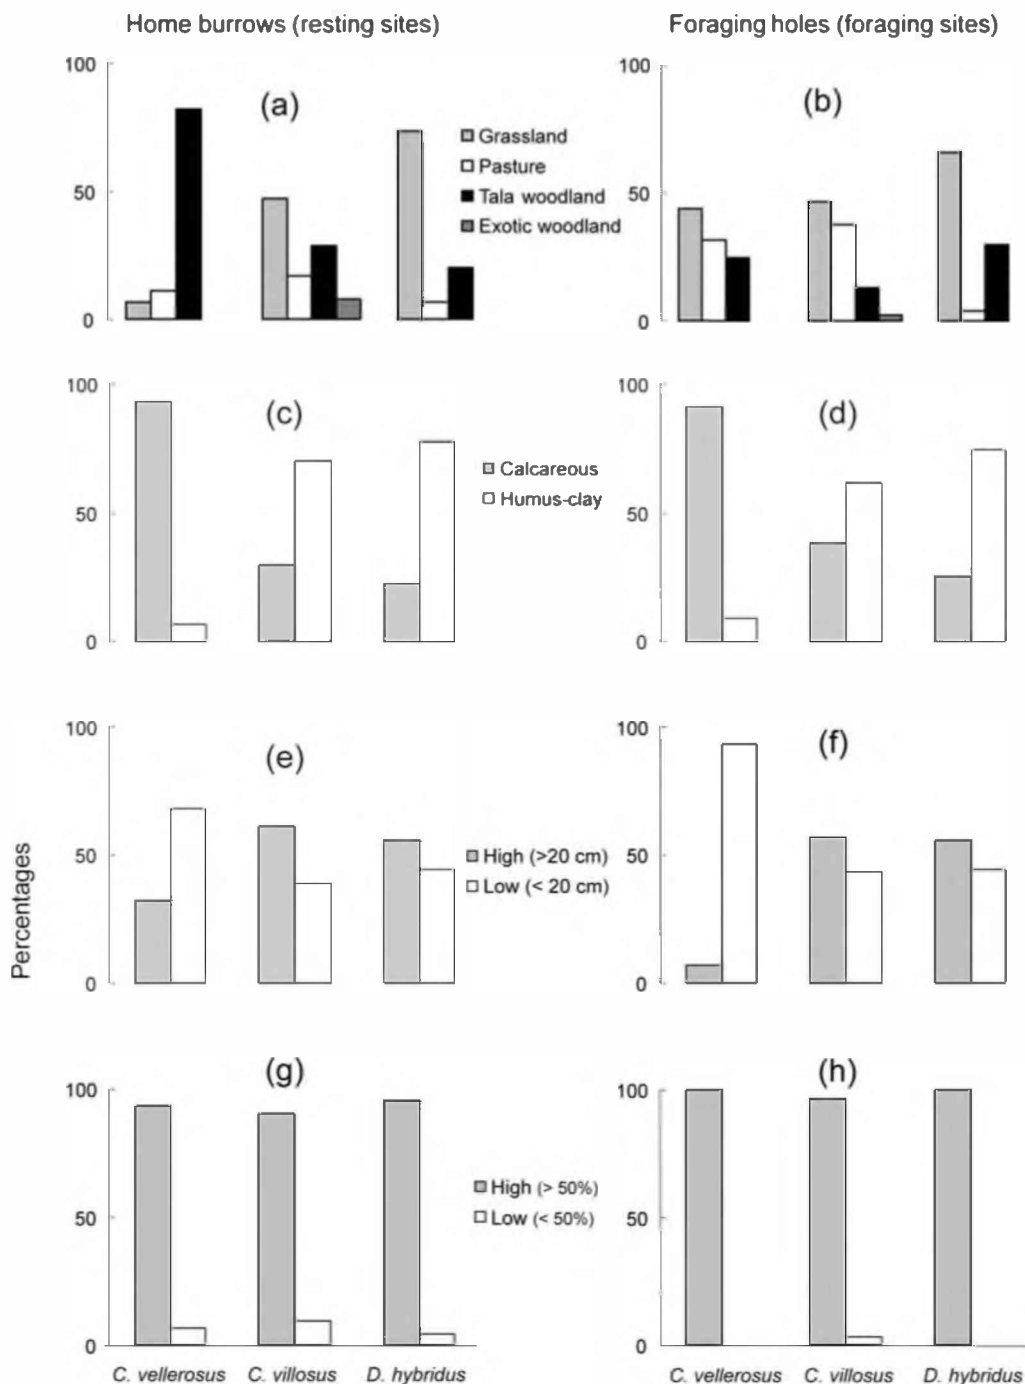 Home burrows (resting sites)
Foraging holes (foraging sites)
100
50
0
(a)
Grassland
Pasture
Tala woodland
Exotic woodland
100
50
0
(b)
100
50
0
(c)
Calcareous
Humus-clay
100
50
0
(d)
Percentages
100
50
0
(e)
High (>20 cm)
Low (< 20 cm)
100
50
0
(f)
100
50
0
(g)
High (> 50%)
Low (< 50%)
100
50
0
(h)
C. vellerosus C. villosus D. hybridus
C. vellerosus C. villosus D. hybridus